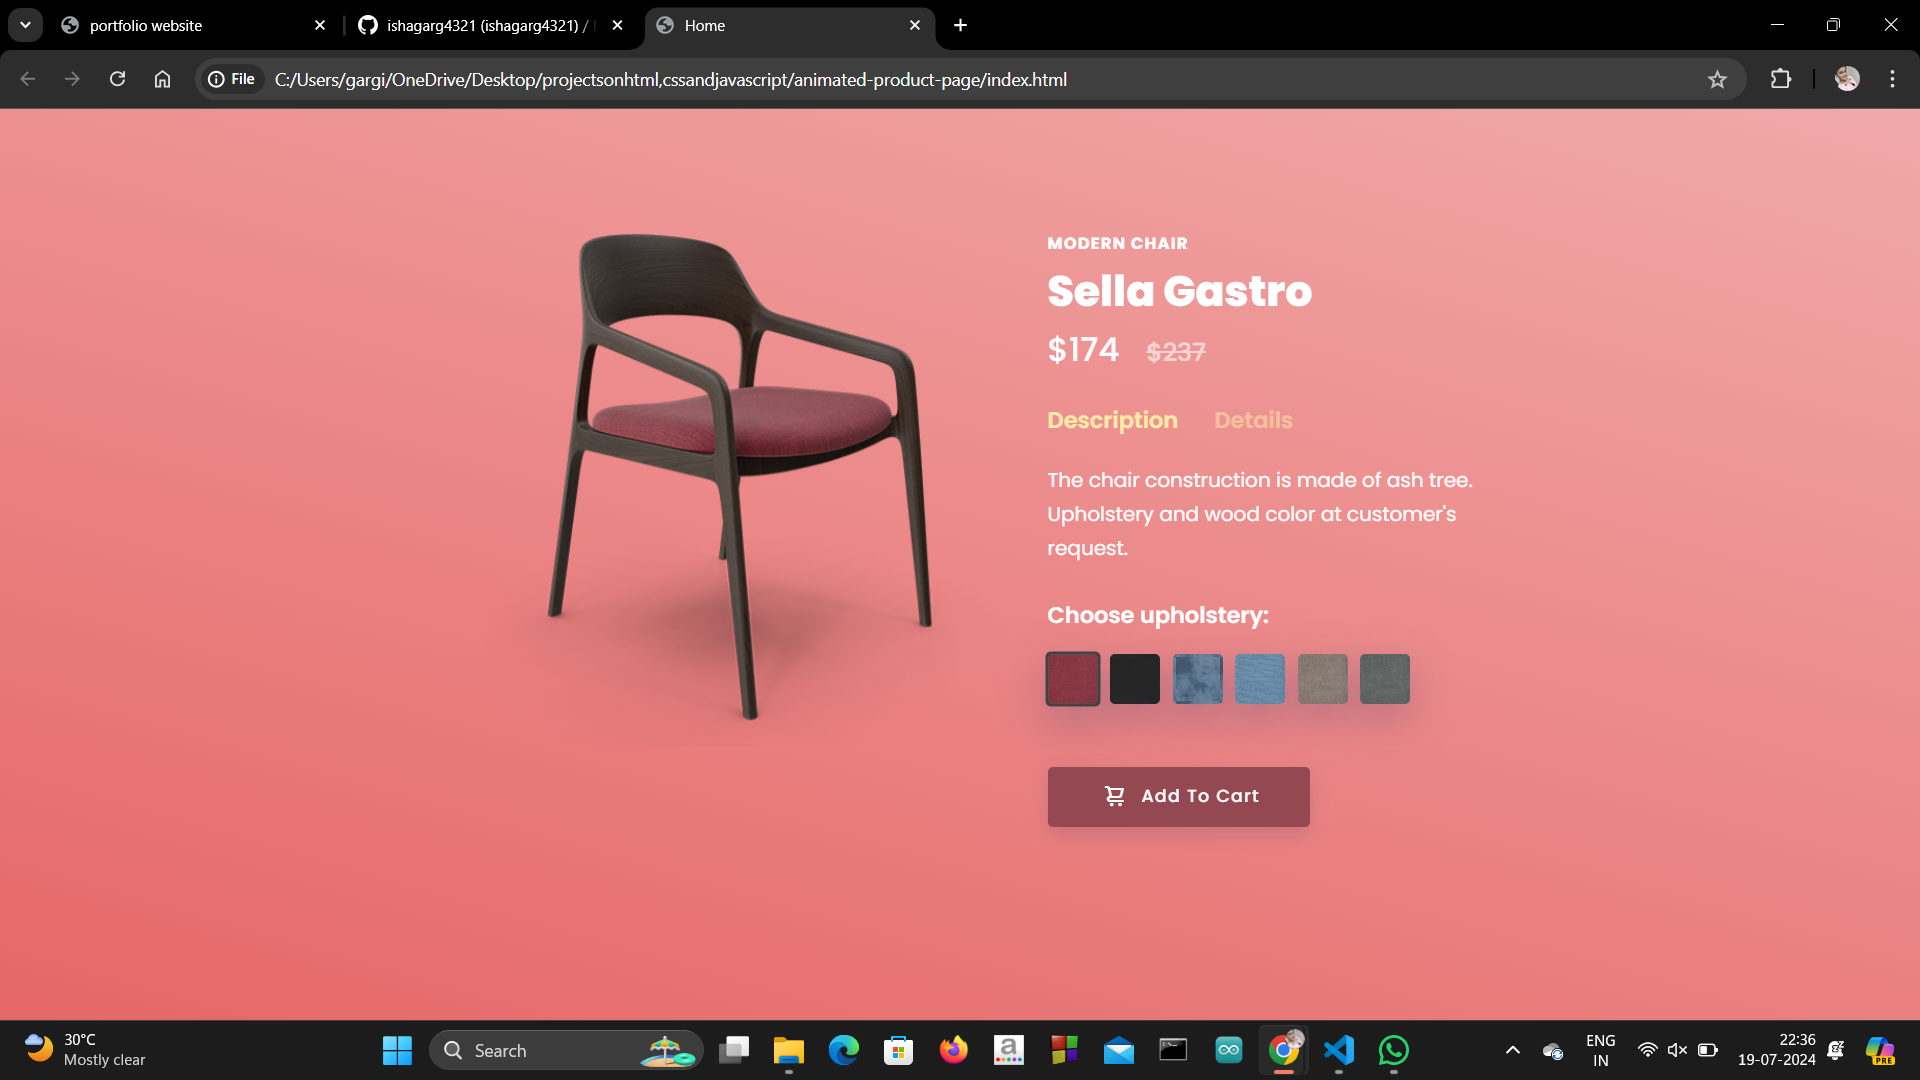 portfolio website
ishagarg4321 (ishagarg4321) /
Home
File
C:/Users/gargi/OneDrive/Desktop/projectsonhtml,cssandjavascript/animated-product-page/index.html
MODERN CHAIR
Sella Gastro
$174 $237
Description Details
The chair construction is made of ash tree.
Upholstery and wood color at customer's
request.
Choose upholstery:
Add To Cart
30°C
Mostly clear
Search
a
ENG
IN
22:36
19-07-2024
PRE